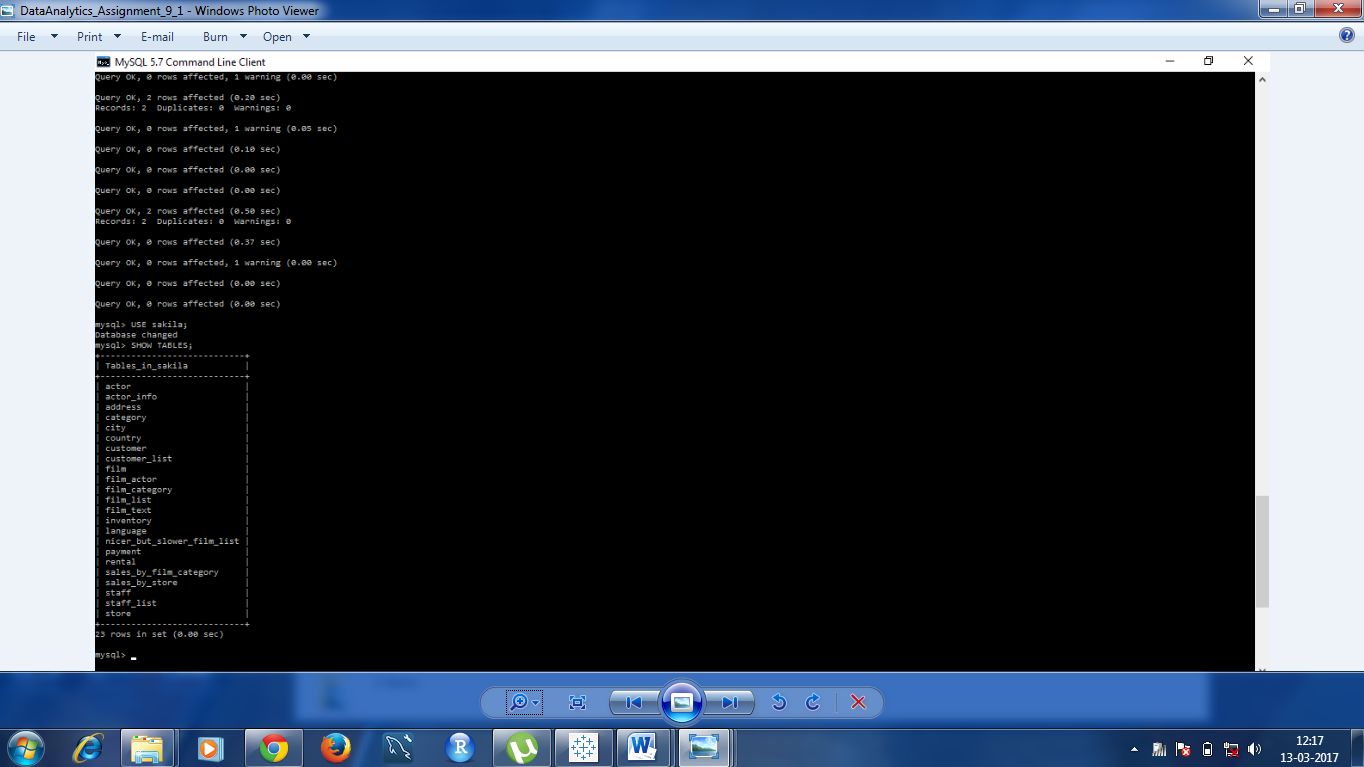 DataAnalytics_Assignment_9_1 - Windows Photo Viewer
File Print E-mail Burn Open
MySQL 5.7 Command Line Client
Query OK, 0 rows affected, 1 warning (0.00 sec)
Query OK, 2 rows affected (0.20 sec)
Records: 2  Duplicates: 0  Warnings: 0
Query OK, 0 rows affected, 1 warning (0.05 sec)
Query OK, 0 rows affected (0.10 sec)
Query OK, 0 rows affected (0.00 sec)
Query OK, 0 rows affected (0.00 sec)
Query OK, 2 rows affected (0.50 sec)
Records: 2  Duplicates: 0  Warnings: 0
Query OK, 0 rows affected (0.37 sec)
Query OK, 0 rows affected, 1 warning (0.00 sec)
Query OK, 0 rows affected (0.00 sec)
Query OK, 0 rows affected (0.00 sec)
mysql> USE sakila;
Database changed
mysql> SHOW TABLES;
+----------------------------+
| Tables_in_sakila           |
+----------------------------+
| actor                      |
| actor_info                 |
| address                    |
| category                   |
| city                       |
| country                    |
| customer                   |
| customer_list              |
| film                       |
| film_actor                 |
| film_category              |
| film_list                  |
| film_text                  |
| inventory                  |
| language                   |
| nicer_but_slower_film_list |
| payment                    |
| rental                     |
| sales_by_film_category     |
| sales_by_store             |
| staff                      |
| staff_list                 |
| store                      |
+----------------------------+
23 rows in set (0.00 sec)
mysql> _
12:17
13-03-2017